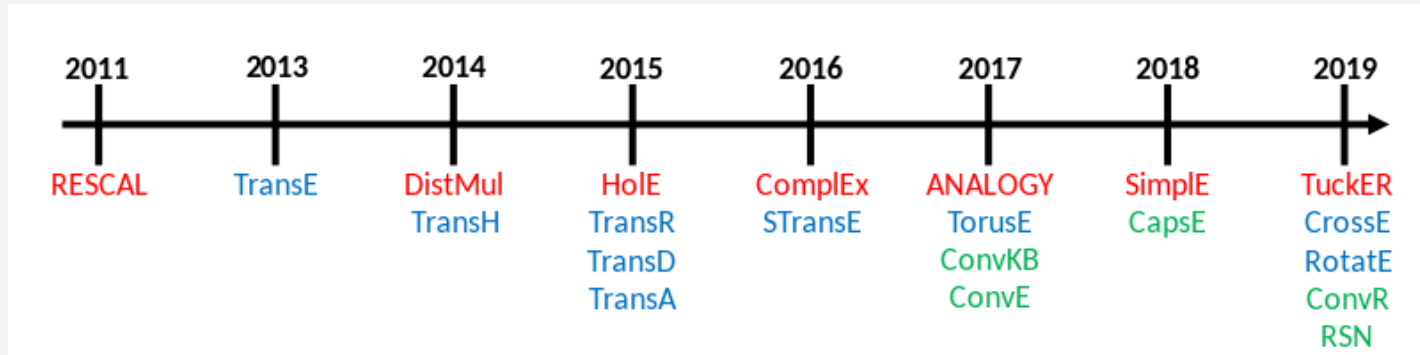 2011 2013 2014 2015 2016 2017 2018 2019
RESCAL TransE DistMul HolE ComplEx ANALOGY SimplE TuckER
TransH TransR STransE TorusE CapsE CrossE
TransD ConvKB RotatE
TransA ConvE ConvR
RSN